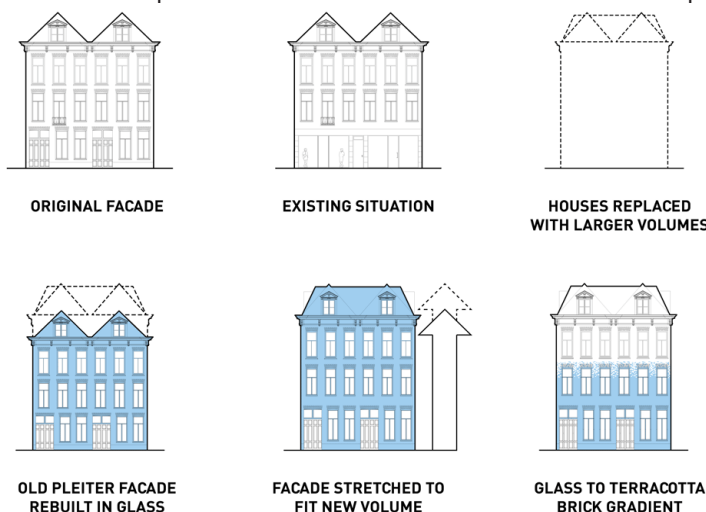 ORIGINAL FACADE
EXISTING SITUATION
HOUSES REPLACED
WITH LARGER VOLUMES
OLD PLEITER FACADE
REBUILT IN GLASS
FACADE STRETCHED TO
FIT NEW VOLUME
GLASS TO TERRACOTTA
BRICK GRADIENT